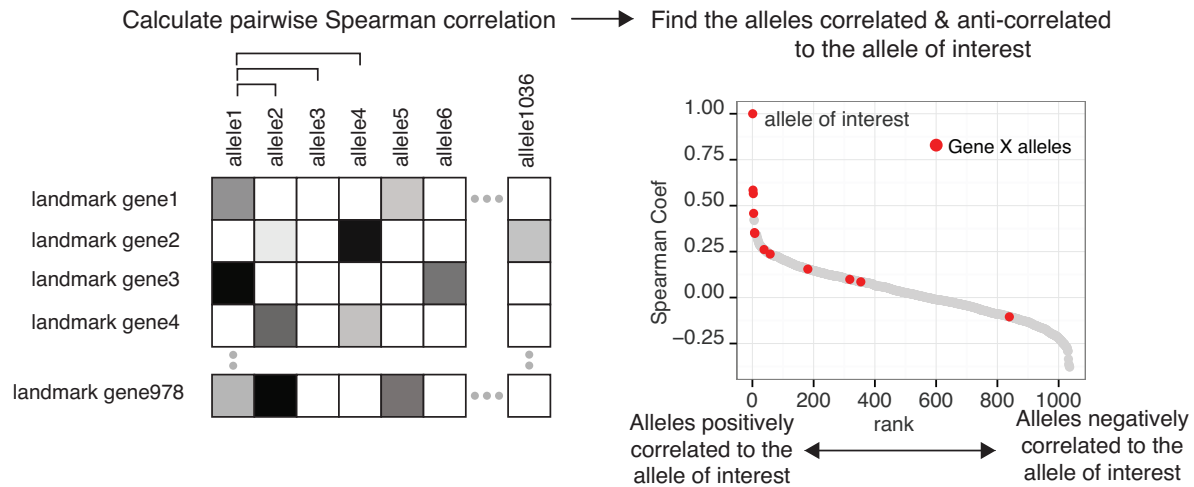 Calculate pairwise Spearman correlation
Find the alleles correlated & anti-correlated
to the allele of interest
allele1
allele2
allele3
allele4
allele5
allele6
allele1036
landmark gene1
landmark gene2
landmark gene3
landmark gene4
landmark gene978
Spearman Coef
1.00
0.75
0.50
0.25
0.00
−0.25
allele of interest
Gene X alleles
0 200 400 600 800 1000
rank
Alleles positively
correlated to the
allele of interest
Alleles negatively
correlated to the
allele of interest